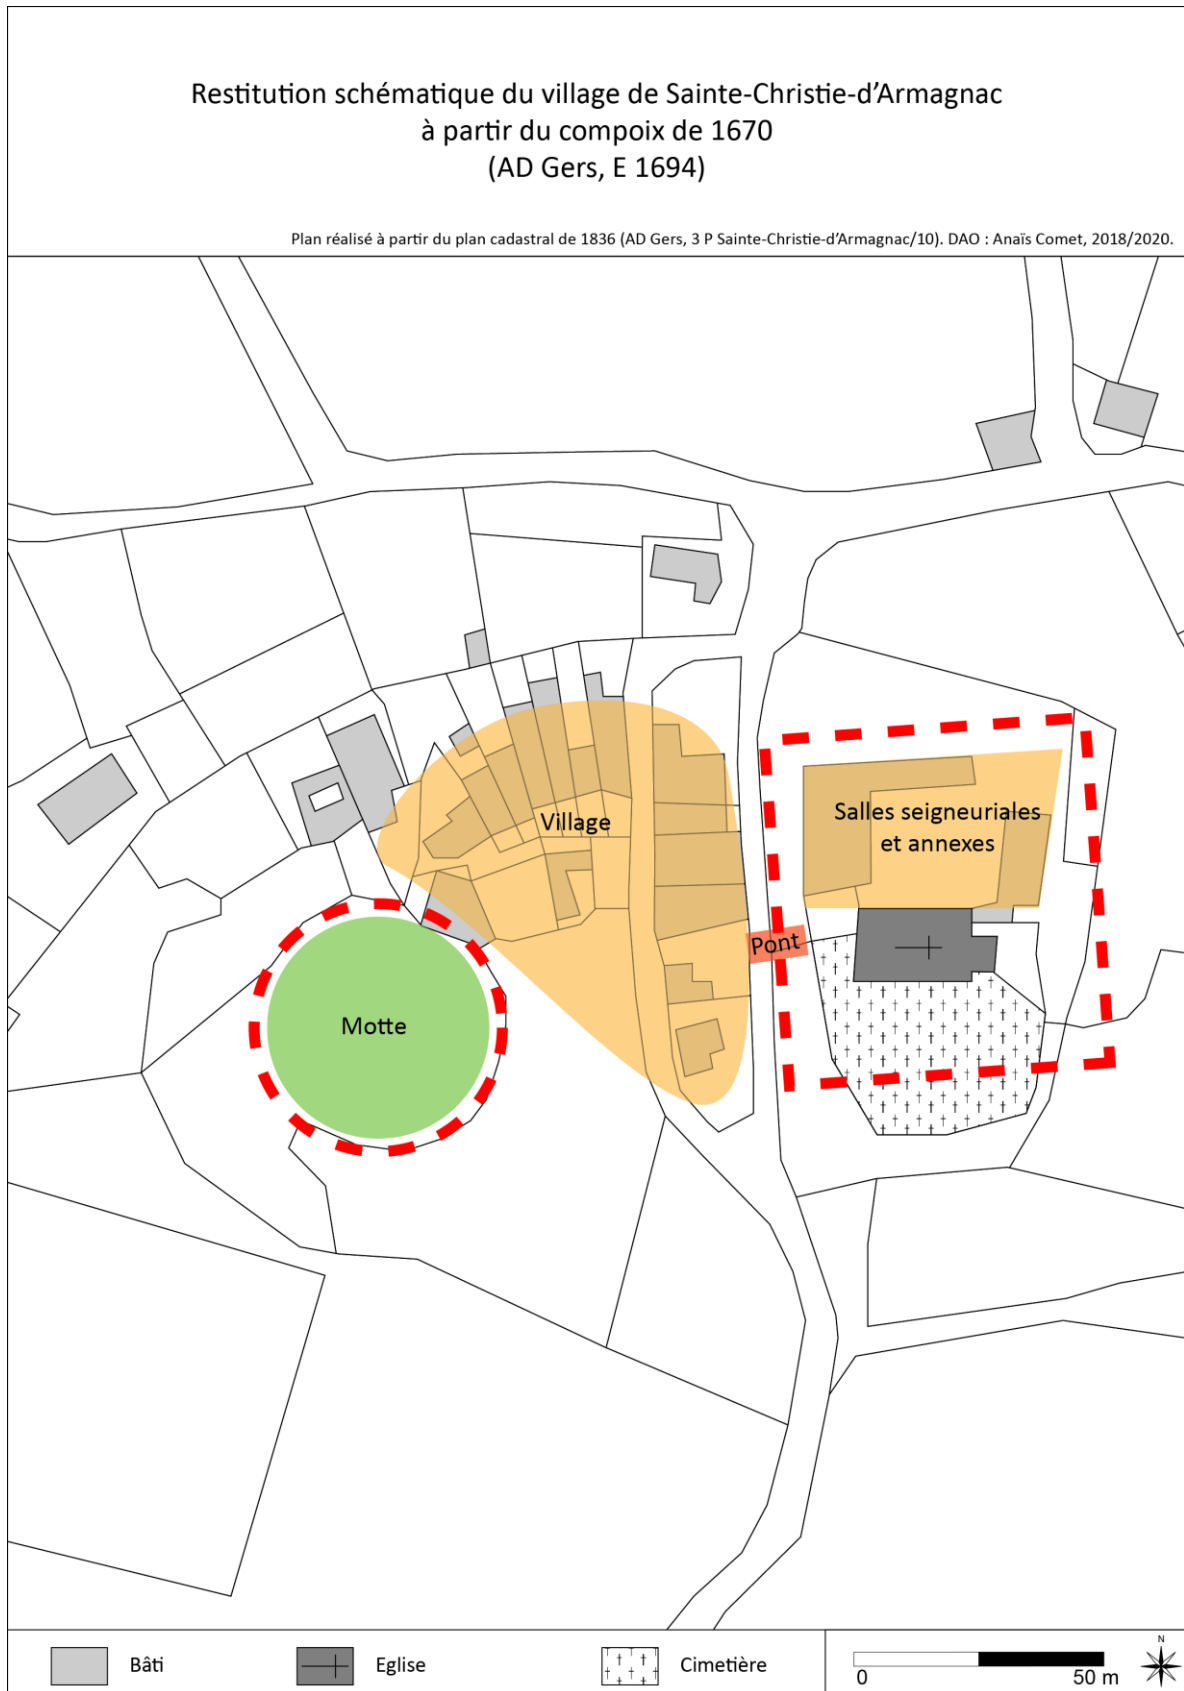 Restitution schématique du village de Sainte-Christie-d'Armagnac
à partir du compoix de 1670
(AD Gers, E 1694)
Plan réalisé à partir du plan cadastral de 1836 (AD Gers, 3 P Sainte-Christie-d'Armagnac/10). DAO : Anaïs Comet, 2018/2020.
Village
Salles seigneuriales
et annexes
Pont
Motte
Bâti
Eglise
Cimetière
0
50 m
N